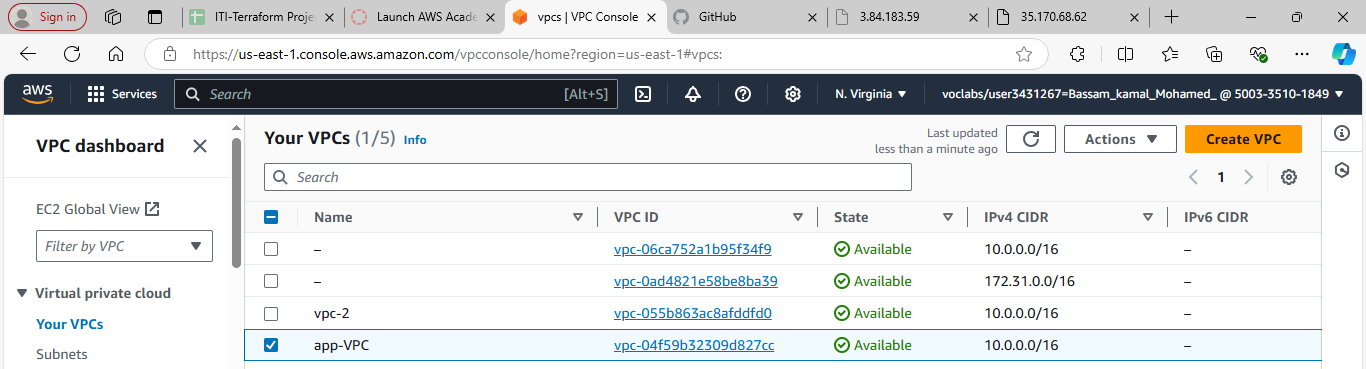 Sign in
ITI-Terraform Proje
Launch AWS Acade
vpcs | VPC Console
GitHub
3.84.183.59
35.170.68.62
https://us-east-1.console.aws.amazon.com/vpcconsole/home?region=us-east-1#vpcs:
aws
Services
Search
[Alt+S]
N. Virginia
voclabs/user3431267=Bassam_kamal_Mohamed_ @ 5003-3510-1849
VPC dashboard
EC2 Global View
Filter by VPC
Virtual private cloud
Your VPCs
Subnets
Your VPCs (1/5) Info
Last updated
less than a minute ago
Actions
Create VPC
Search
1
Name VPC ID State IPv4 CIDR IPv6 CIDR
– vpc-06ca752a1b95f34f9 Available 10.0.0.0/16 –
– vpc-0ad4821e58be8ba39 Available 172.31.0.0/16 –
vpc-2 vpc-055b863ac8afddfd0 Available 10.0.0.0/16 –
app-VPC vpc-04f59b32309d827cc Available 10.0.0.0/16 –